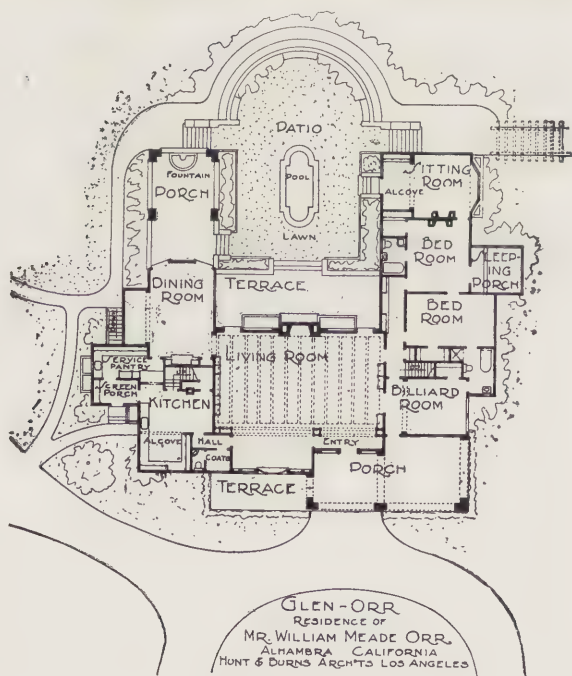 PATIO
FOUNTAIN
PORCH
POOL
LAWN
SITTING
ROOM
ALCOVE
BED
ROOM
SLEEP-
ING
PORCH
DINING
ROOM
TERRACE
BED
ROOM
LIVING ROOM
SERVICE
PANTRY
SCREEN
PORCH
KITCHEN
BILLIARD
ROOM
ALCOVE
HALL
COATS
ENTRY
PORCH
TERRACE
GLEN-ORR
RESIDENCE OF
MR. WILLIAM MEADE ORR
ALHAMBRA CALIFORNIA
HUNT & BURNS ARCH'TS LOS ANGELES